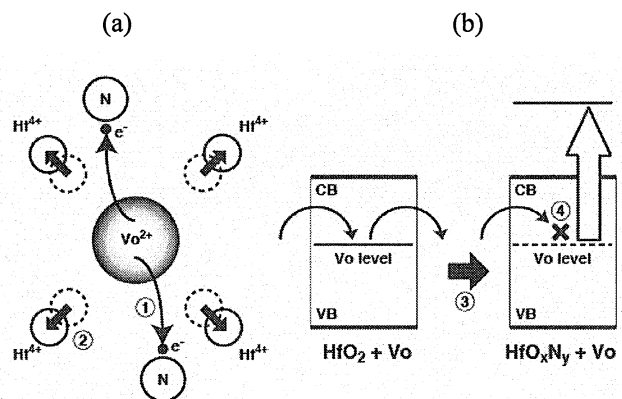 (a)
(b)
N
e-
Hf4+
Hf4+
Vo2+
①
②
Hf4+
Hf4+
e-
N
CB
Vo level
VB
HfO2 + Vo
③
CB
④
Vo level
VB
HfOxNy + Vo